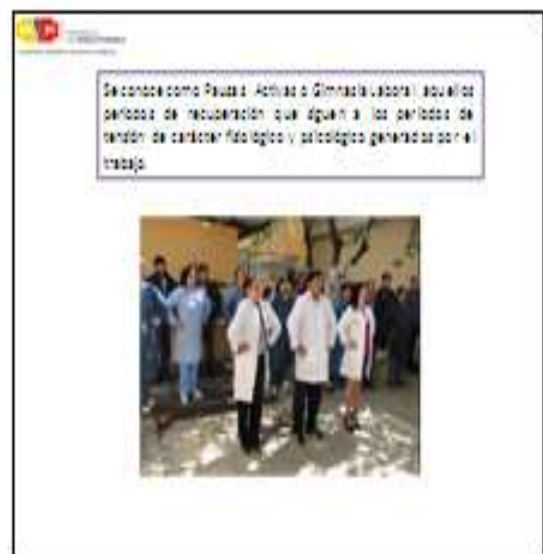 Se conoce como Pausas Activas o Gimnasia Laboral, aquellos
periodos de recuperación que siguen a los períodos de
tensión de carácter fisiológico y psicológico generados por el
trabajo.